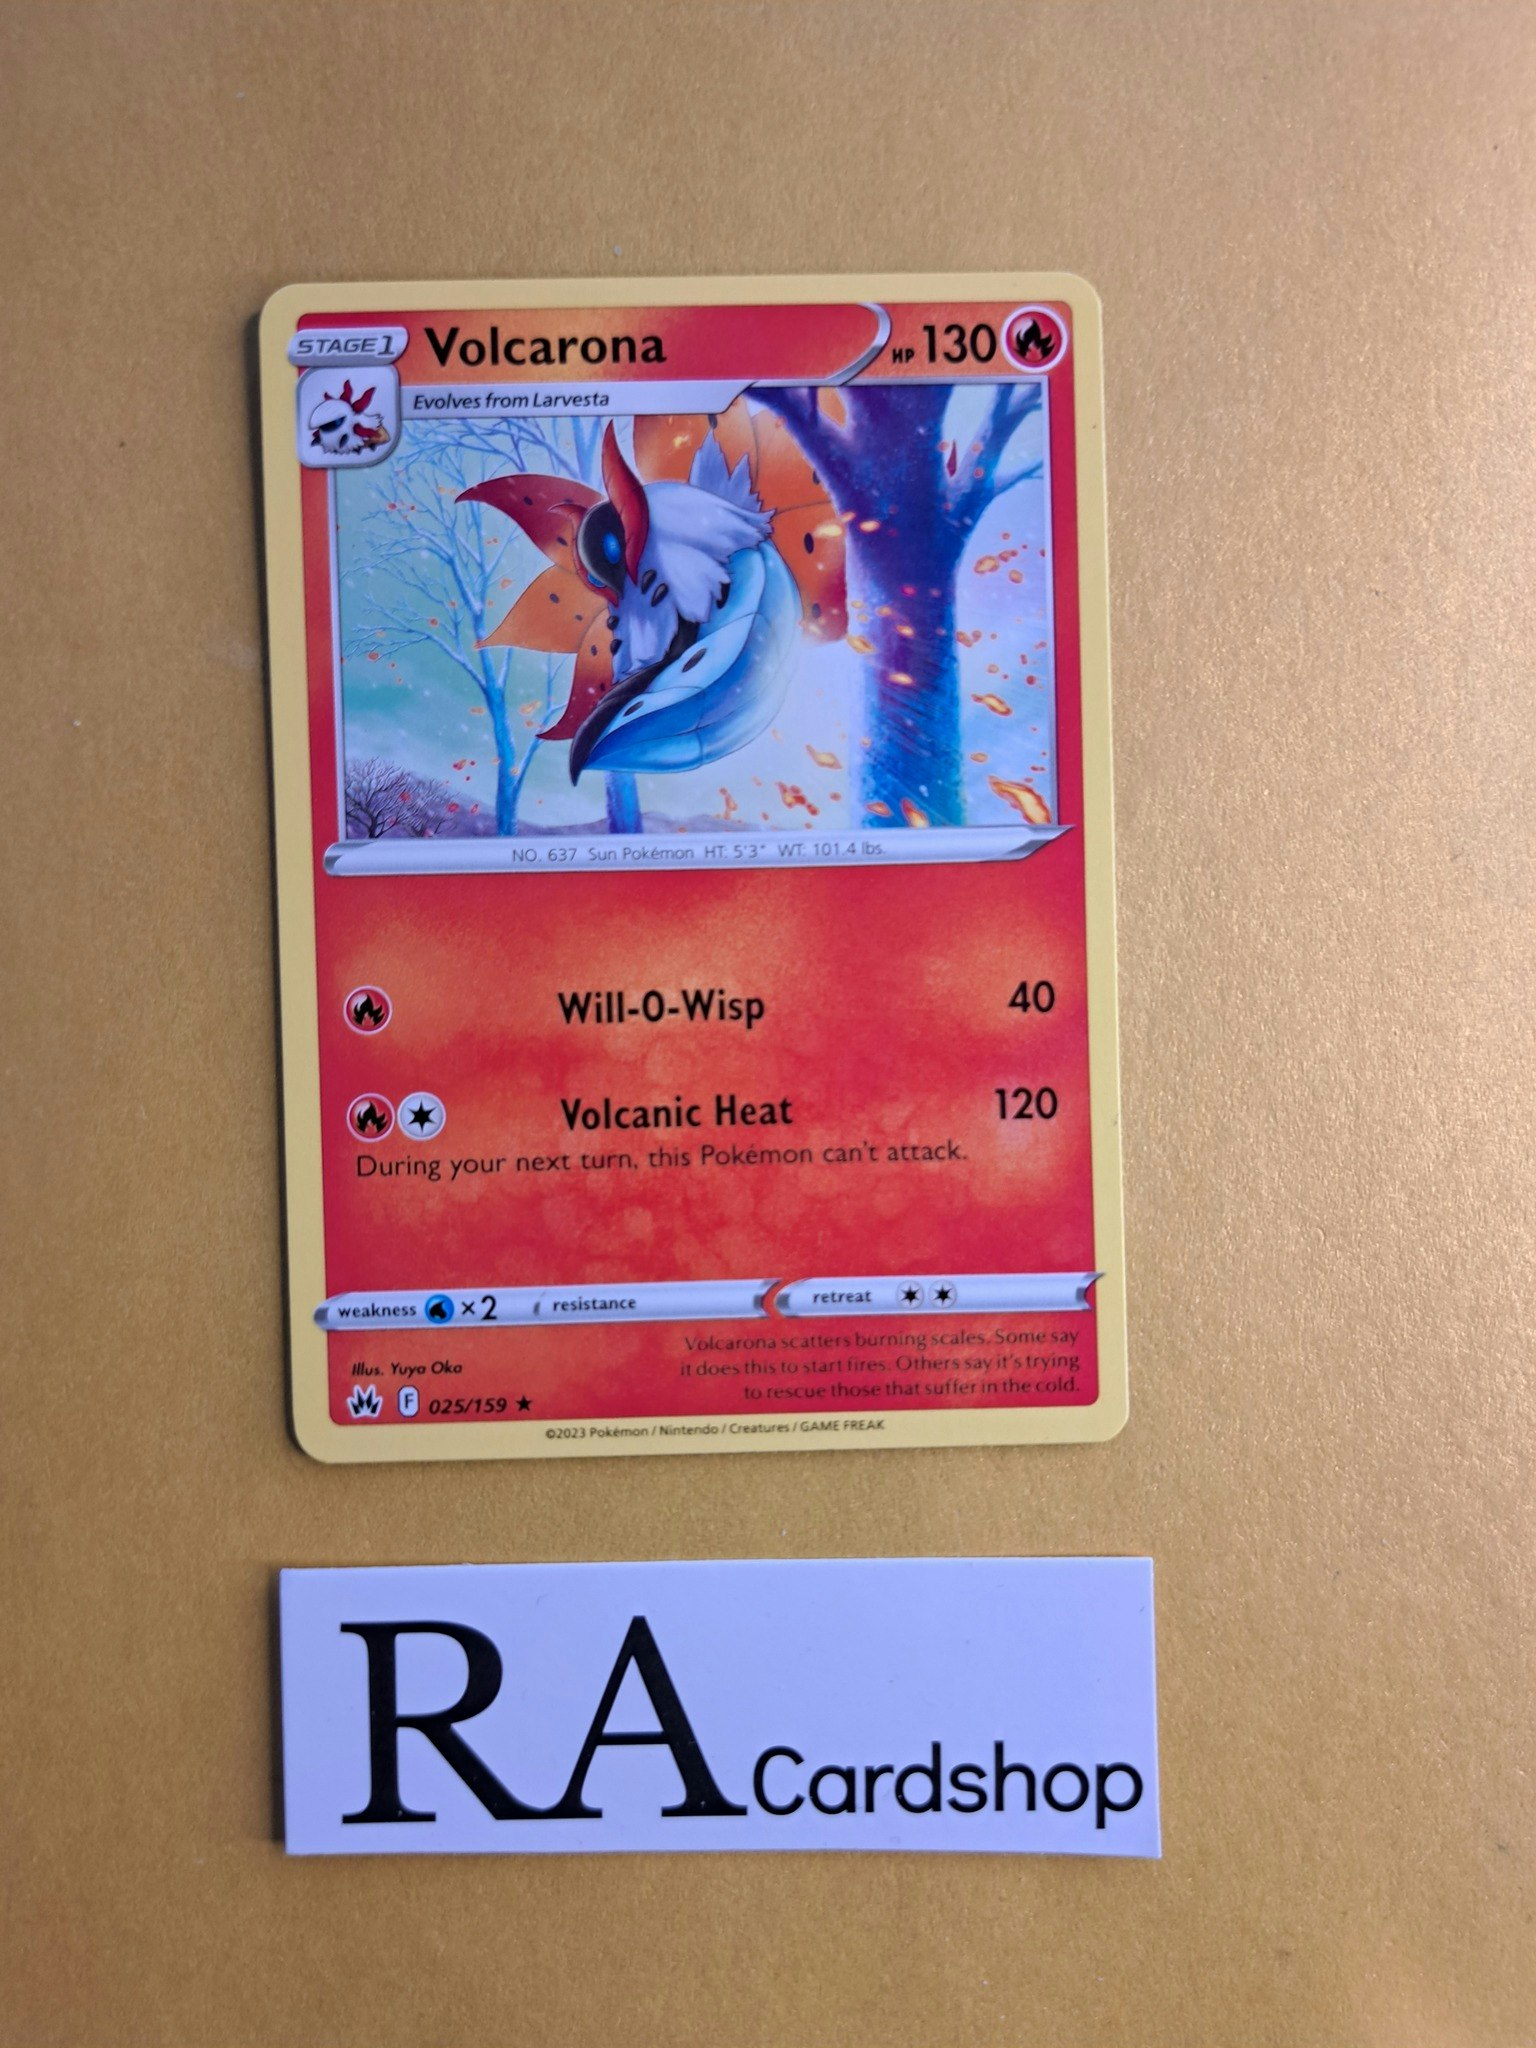 STAGE1 Volcarona HP 130
Evolves from Larvesta
NO. 637 Sun Pokémon HT: 5'3" WT: 101.4 lbs.
Will-O-Wisp 40
Volcanic Heat 120
During your next turn, this Pokémon can't attack.
weakness ×2 resistance retreat
Volcarona scatters burning scales. Some say
it does this to start fires. Others say it's trying
to rescue those that suffer in the cold.
Illus. Yuya Oka
F 025/159 ★
©2023 Pokémon / Nintendo / Creatures / GAME FREAK
RA Cardshop